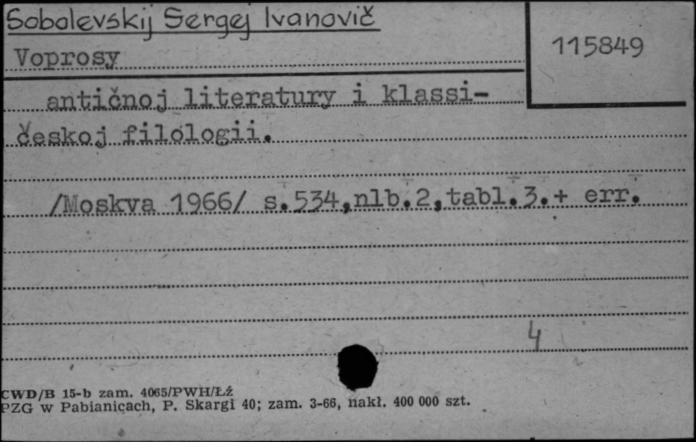 Sobolevskij Sergej Ivanovič
115849
Voprosy
antičnoj literatury i klassi-
českoj filologii.
/Moskva 1966/ s.534,nlb.2,tabl.3.+ err.
4
CWD/B 15-b zam. 4065/PWH/Łź
PZG w Pabianicach, P. Skargi 40; zam. 3-66, nakł. 400 000 szt.